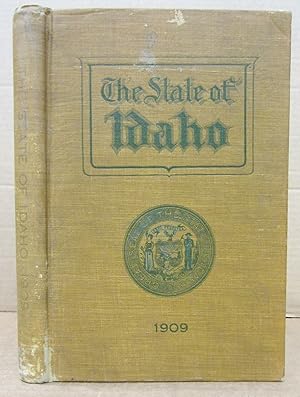 The State of
Idaho
1909
THE STATE OF IDAHO 1909